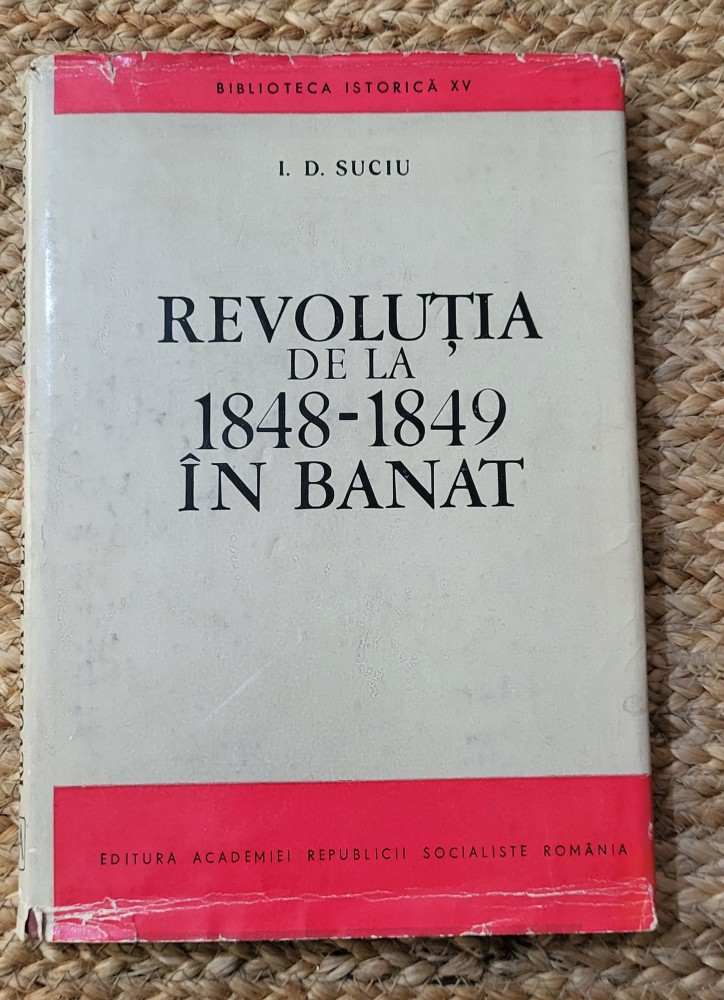 BIBLIOTECA ISTORICĂ XV
I. D. SUCIU
REVOLUȚIA
DE LA
1848-1849
ÎN BANAT
EDITURA ACADEMIEI REPUBLICII SOCIALISTE ROMÂNIA